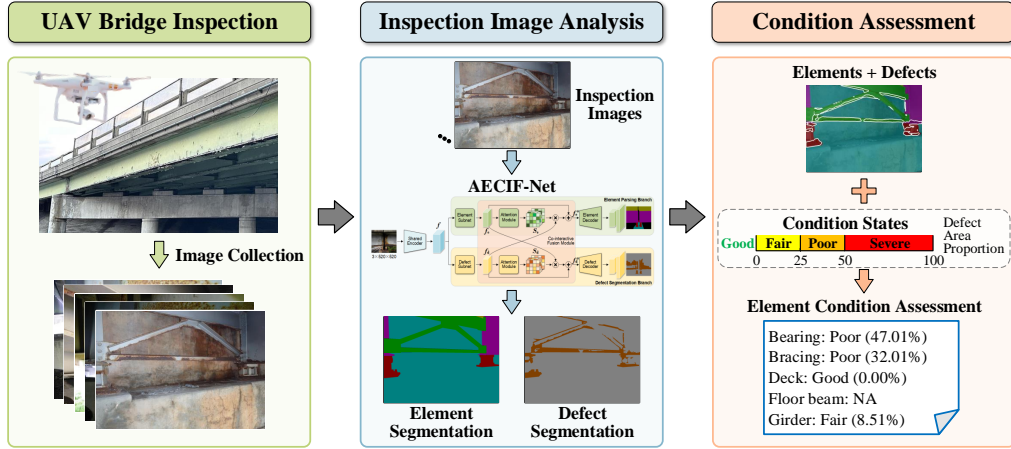 UAV Bridge Inspection
Inspection Image Analysis
Condition Assessment
Image Collection
Inspection
Images
AECIF-Net
Element Parsing Branch
Element
Subnet
Attention
Module
Element
Decoder
Shared
Encoder
3×520×520
Co-interactive
Fusion Module
Defect
Subnet
Attention
Module
Defect
Decoder
Defect Segmentation Branch
Element
Segmentation
Defect
Segmentation
Elements + Defects
Condition States
Good Fair Poor Severe
0 25 50 100
Defect
Area
Proportion
Element Condition Assessment
Bearing: Poor (47.01%)
Bracing: Poor (32.01%)
Deck: Good (0.00%)
Floor beam: NA
Girder: Fair (8.51%)